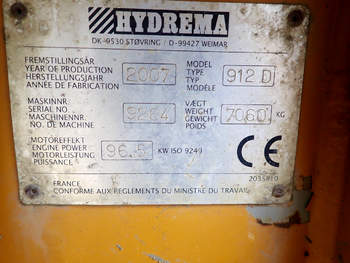 HYDREMA
DK-9530 STØVRING / D-99427 WEIMAR
FREMSTILLINGSÅR
YEAR OF PRODUCTION
HERSTELLUNGSJAHR
ANNÉE DE FABRICATION
2007
MODEL
TYPE
TYP
MODÈLE
912 D
MASKINNR.
SERIAL NO.
MASCHINENNR.
NO. DE MACHINE
9284
VÆGT
WEIGHT
GEWICHT
POIDS
7060 KG
MOTOREFFEKT
ENGINE POWER
MOTORLEISTUNG
PUISSANCE
96.5 KW ISO 9249
CE
FRANCE
CONFORME AUX REGLEMENTS DU MINISTRE DU TRAVAIL